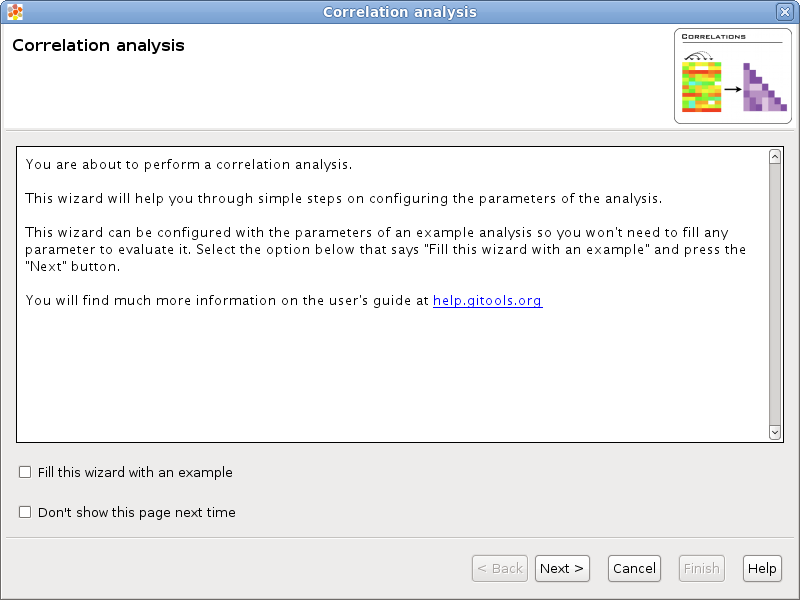 Correlation analysis
Correlation analysis
CORRELATIONS
You are about to perform a correlation analysis.
This wizard will help you through simple steps on configuring the parameters of the analysis.
This wizard can be configured with the parameters of an example analysis so you won't need to fill any
parameter to evaluate it. Select the option below that says "Fill this wizard with an example" and press the
"Next" button.
You will find much more information on the user's guide at help.gitools.org
Fill this wizard with an example
Don't show this page next time
< Back Next > Cancel Finish Help